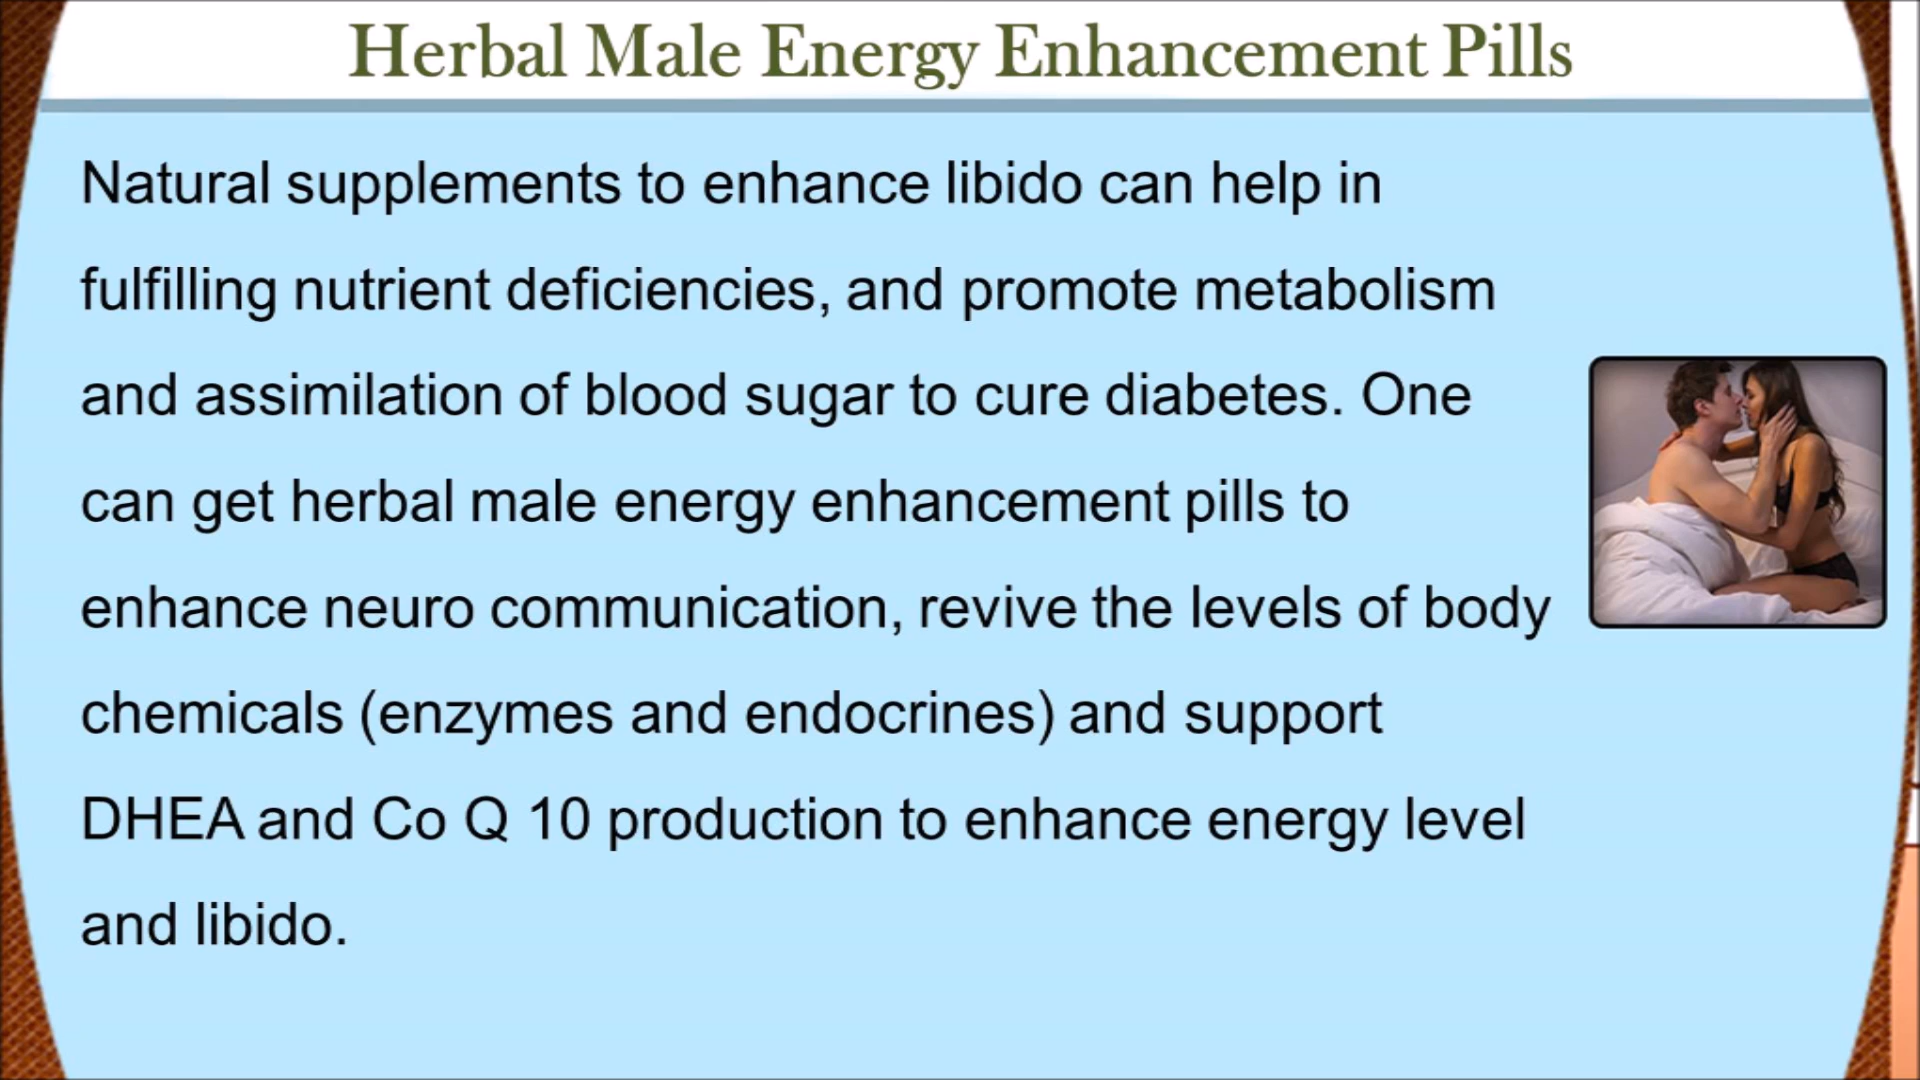 Herbal Male Energy Enhancement Pills
Natural supplements to enhance libido can help in
fulfilling nutrient deficiencies, and promote metabolism
and assimilation of blood sugar to cure diabetes. One
can get herbal male energy enhancement pills to
enhance neuro communication, revive the levels of body
chemicals (enzymes and endocrines) and support
DHEA and Co Q 10 production to enhance energy level
and libido.